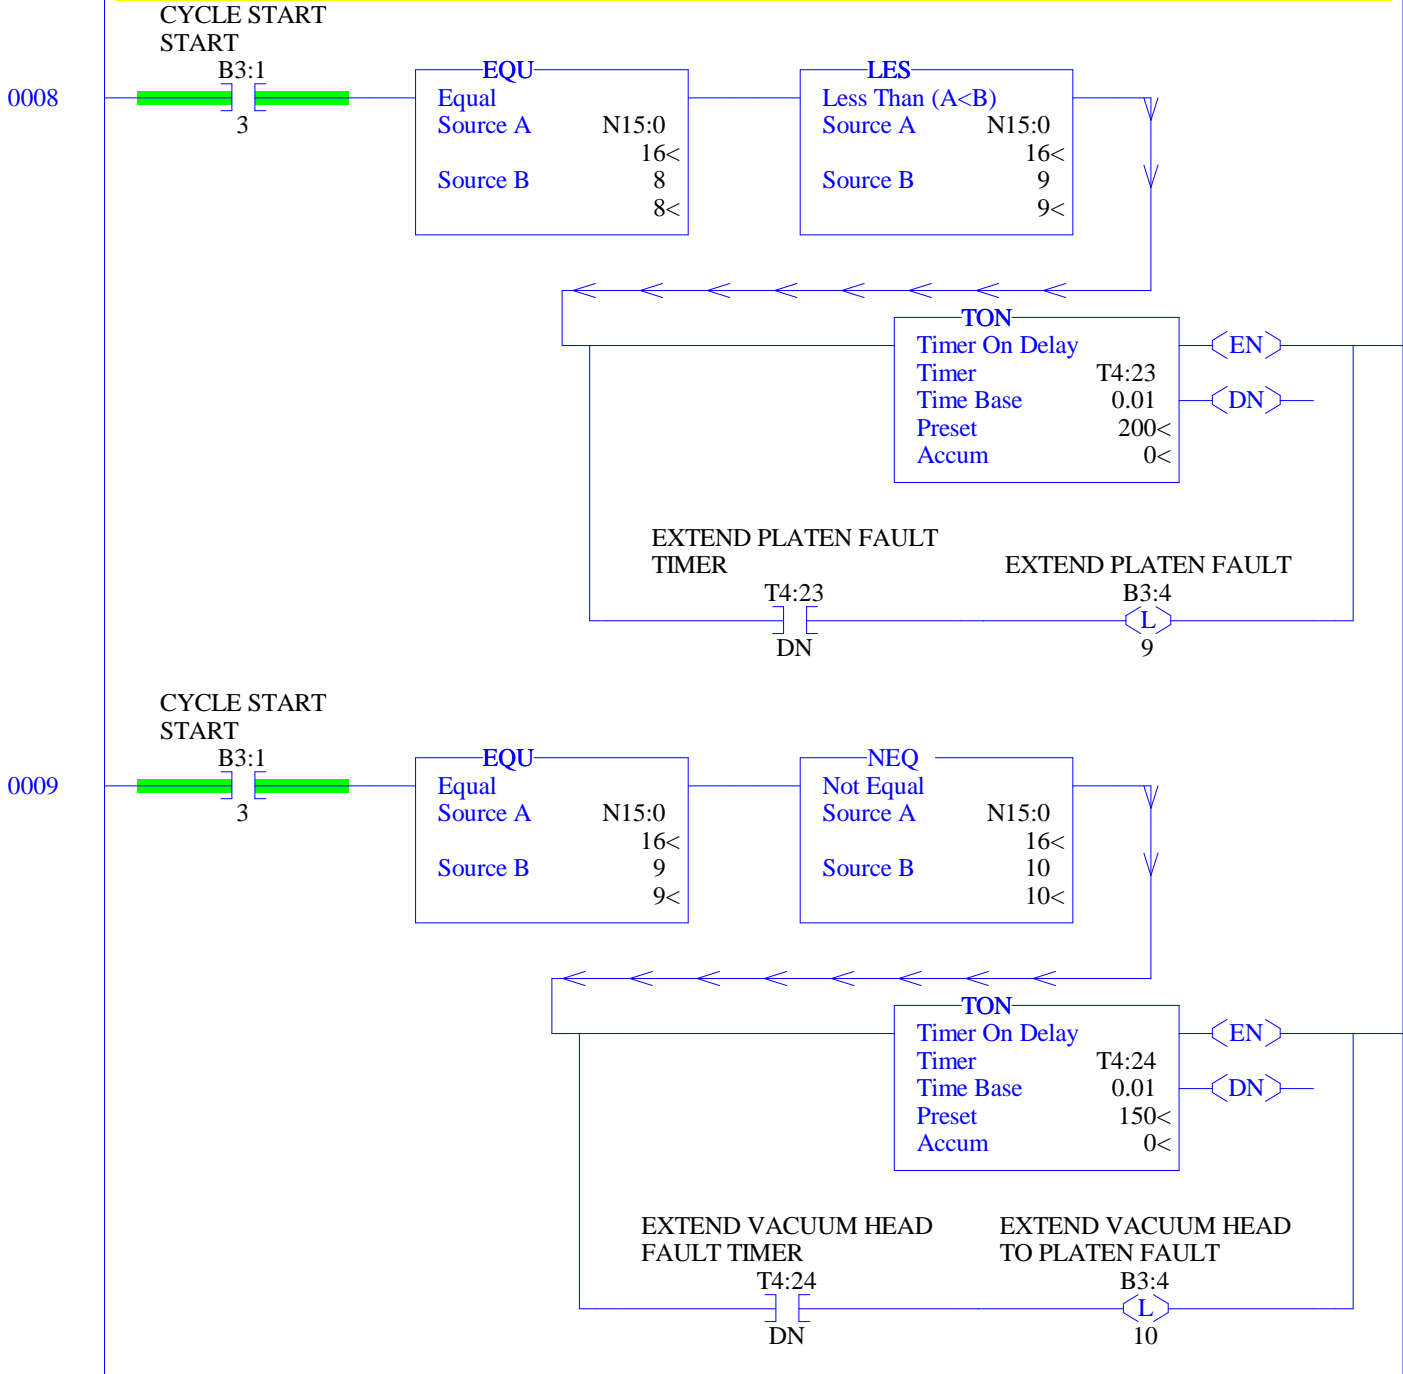 CYCLE START
START
B3:1
0008
3
EQU
Equal
Source A N15:0
16<
Source B 8
8<
LES
Less Than (A<B)
Source A N15:0
16<
Source B 9
9<
TON
Timer On Delay
Timer T4:23
Time Base 0.01
Preset 200<
Accum 0<
EN
DN
EXTEND PLATEN FAULT
TIMER
T4:23
DN
EXTEND PLATEN FAULT
B3:4
L
9
CYCLE START
START
B3:1
0009
3
EQU
Equal
Source A N15:0
16<
Source B 9
9<
NEQ
Not Equal
Source A N15:0
16<
Source B 10
10<
TON
Timer On Delay
Timer T4:24
Time Base 0.01
Preset 150<
Accum 0<
EN
DN
EXTEND VACUUM HEAD
FAULT TIMER
T4:24
DN
EXTEND VACUUM HEAD
TO PLATEN FAULT
B3:4
L
10